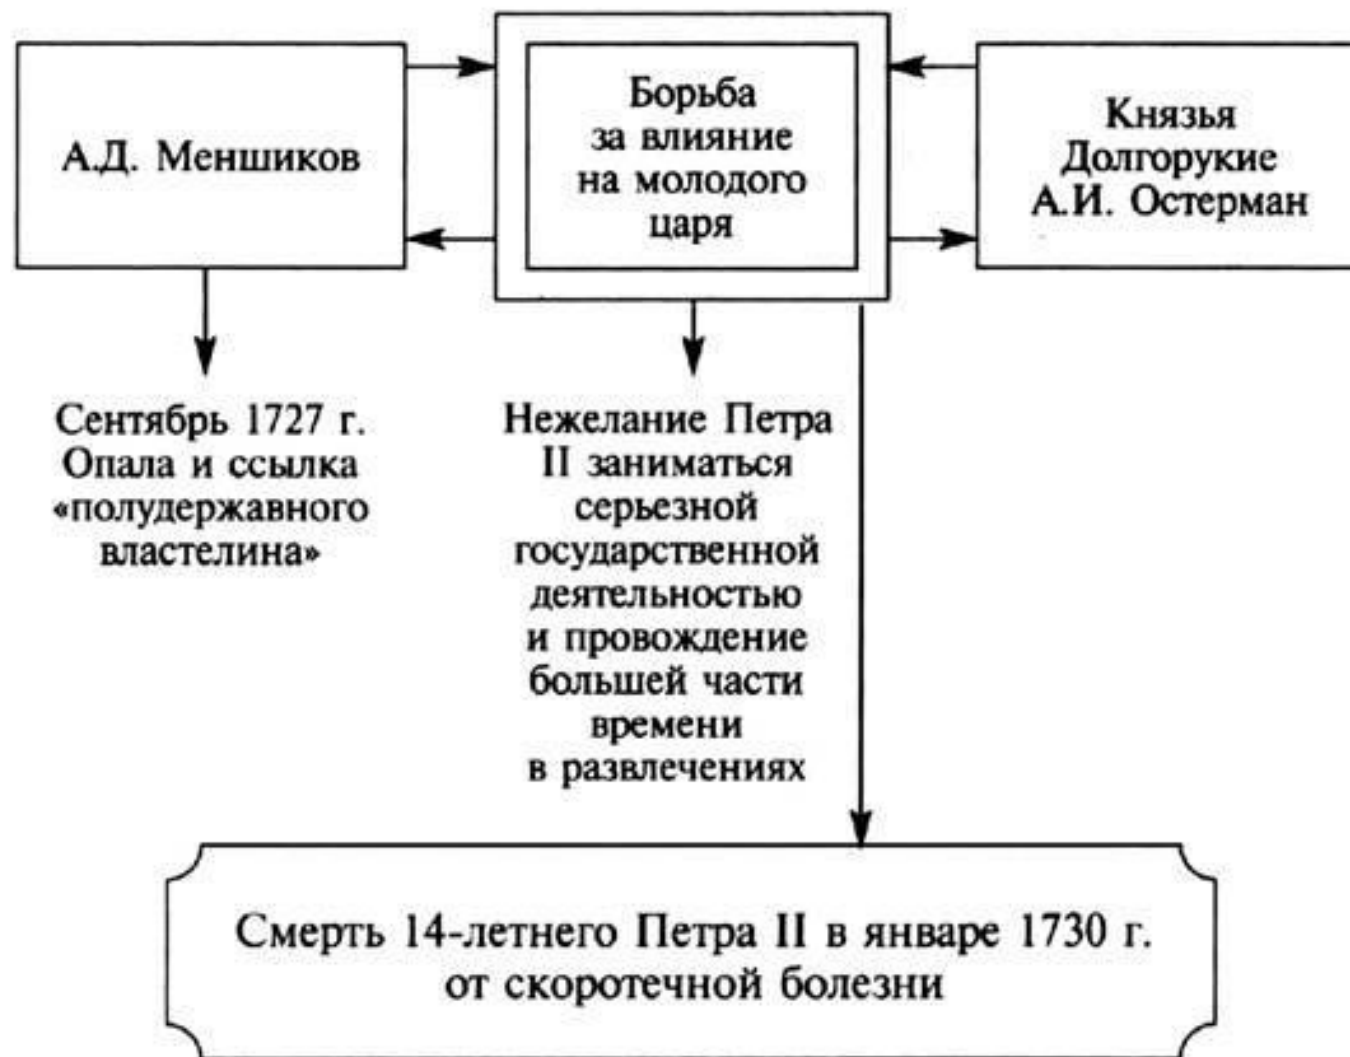 А.Д. Меншиков
Борьба
за влияние
на молодого
царя
Князья
Долгорукие
А.И. Остерман
Сентябрь 1727 г.
Опала и ссылка
«полудержавного
властелина»
Нежелание Петра
II заниматься
серьезной
государственной
деятельностью
и провождение
большей части
времени
в развлечениях
Смерть 14-летнего Петра II в январе 1730 г.
от скоротечной болезни